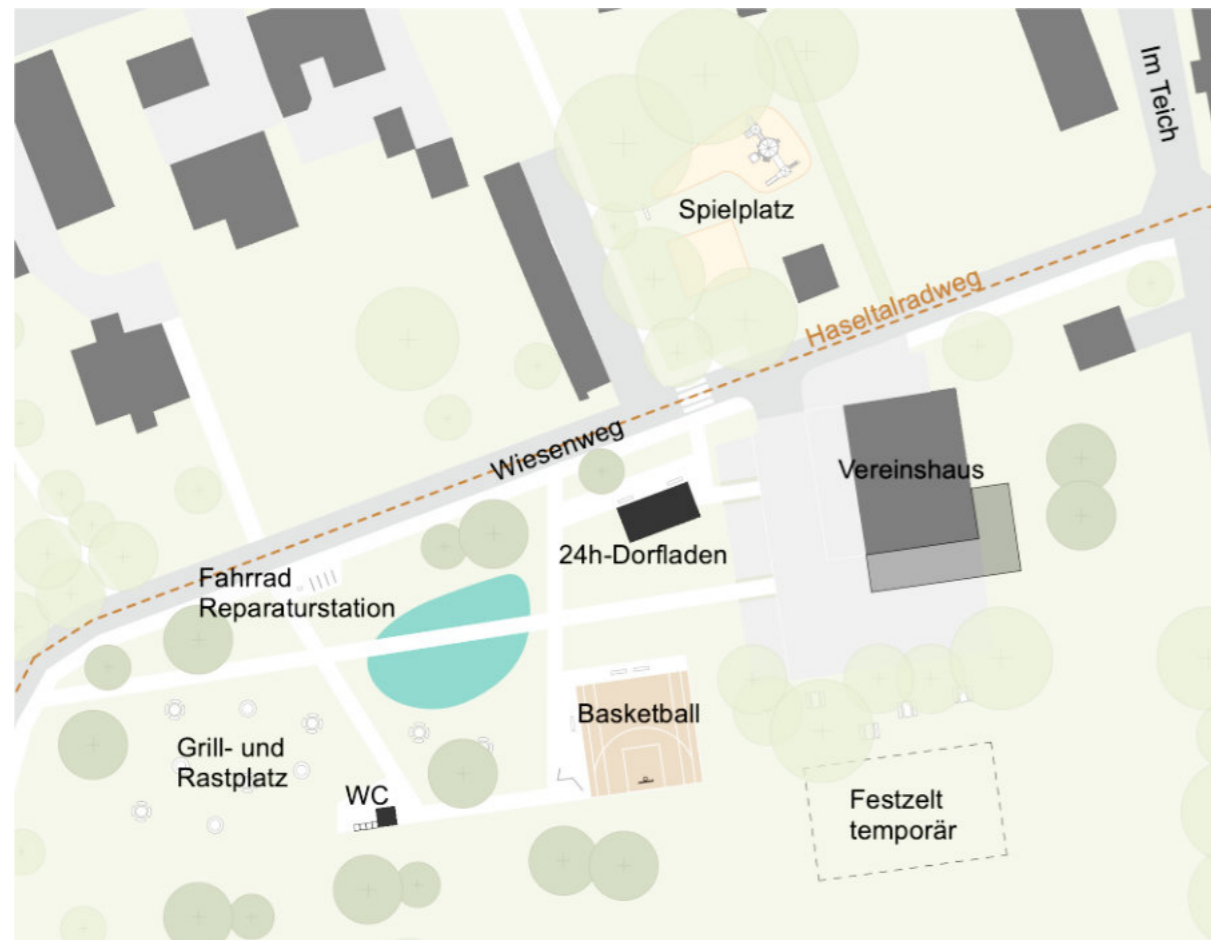 Im Teich
Spielplatz
Haseltalradweg
Wiesenweg
Vereinshaus
24h-Dorfladen
Fahrrad
Reparaturstation
Basketball
Grill- und
Rastplatz
WC
Festzelt
temporär